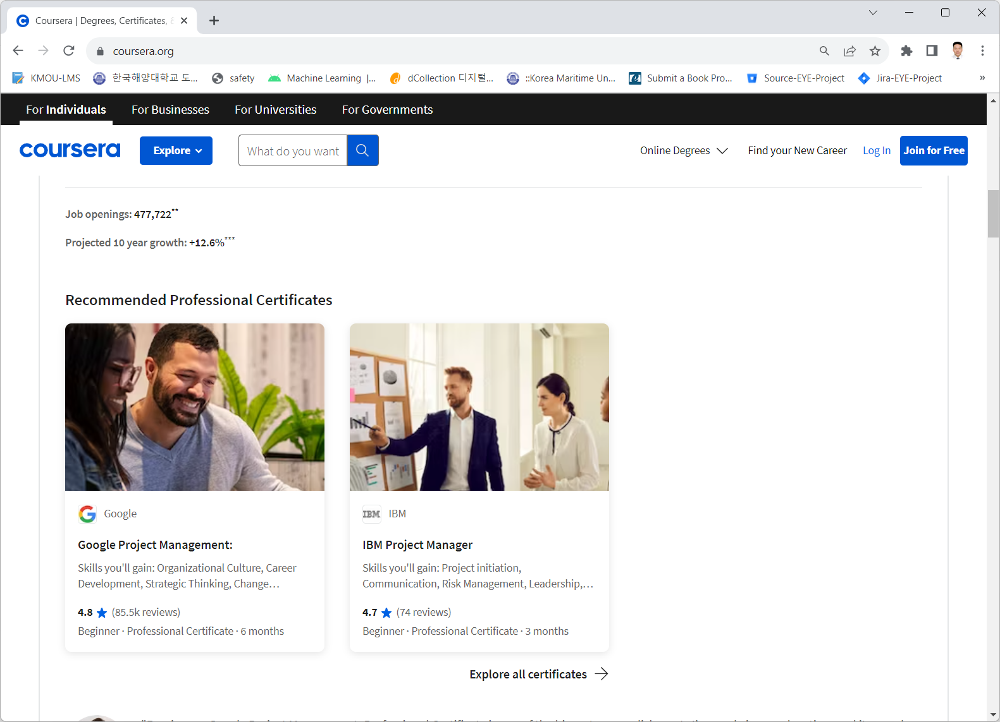 Coursera | Degrees, Certificates, &
coursera.org
KMOU-LMS
한국해양대학교 도...
safety
Machine Learning |...
dCollection 디지털...
::Korea Maritime Un...
Submit a Book Pro...
Source-EYE-Project
Jira-EYE-Project
»
For Individuals
For Businesses
For Universities
For Governments
coursera
Explore
What do you want
Online Degrees
Find your New Career
Log In
Join for Free
Job openings: 477,722**
Projected 10 year growth: +12.6%***
Recommended Professional Certificates
Google
Google Project Management:
Skills you'll gain: Organizational Culture, Career
Development, Strategic Thinking, Change…
4.8 ★ (85.5k reviews)
Beginner · Professional Certificate · 6 months
IBM
IBM
IBM Project Manager
Skills you'll gain: Project initiation,
Communication, Risk Management, Leadership,…
4.7 ★ (74 reviews)
Beginner · Professional Certificate · 3 months
Explore all certificates